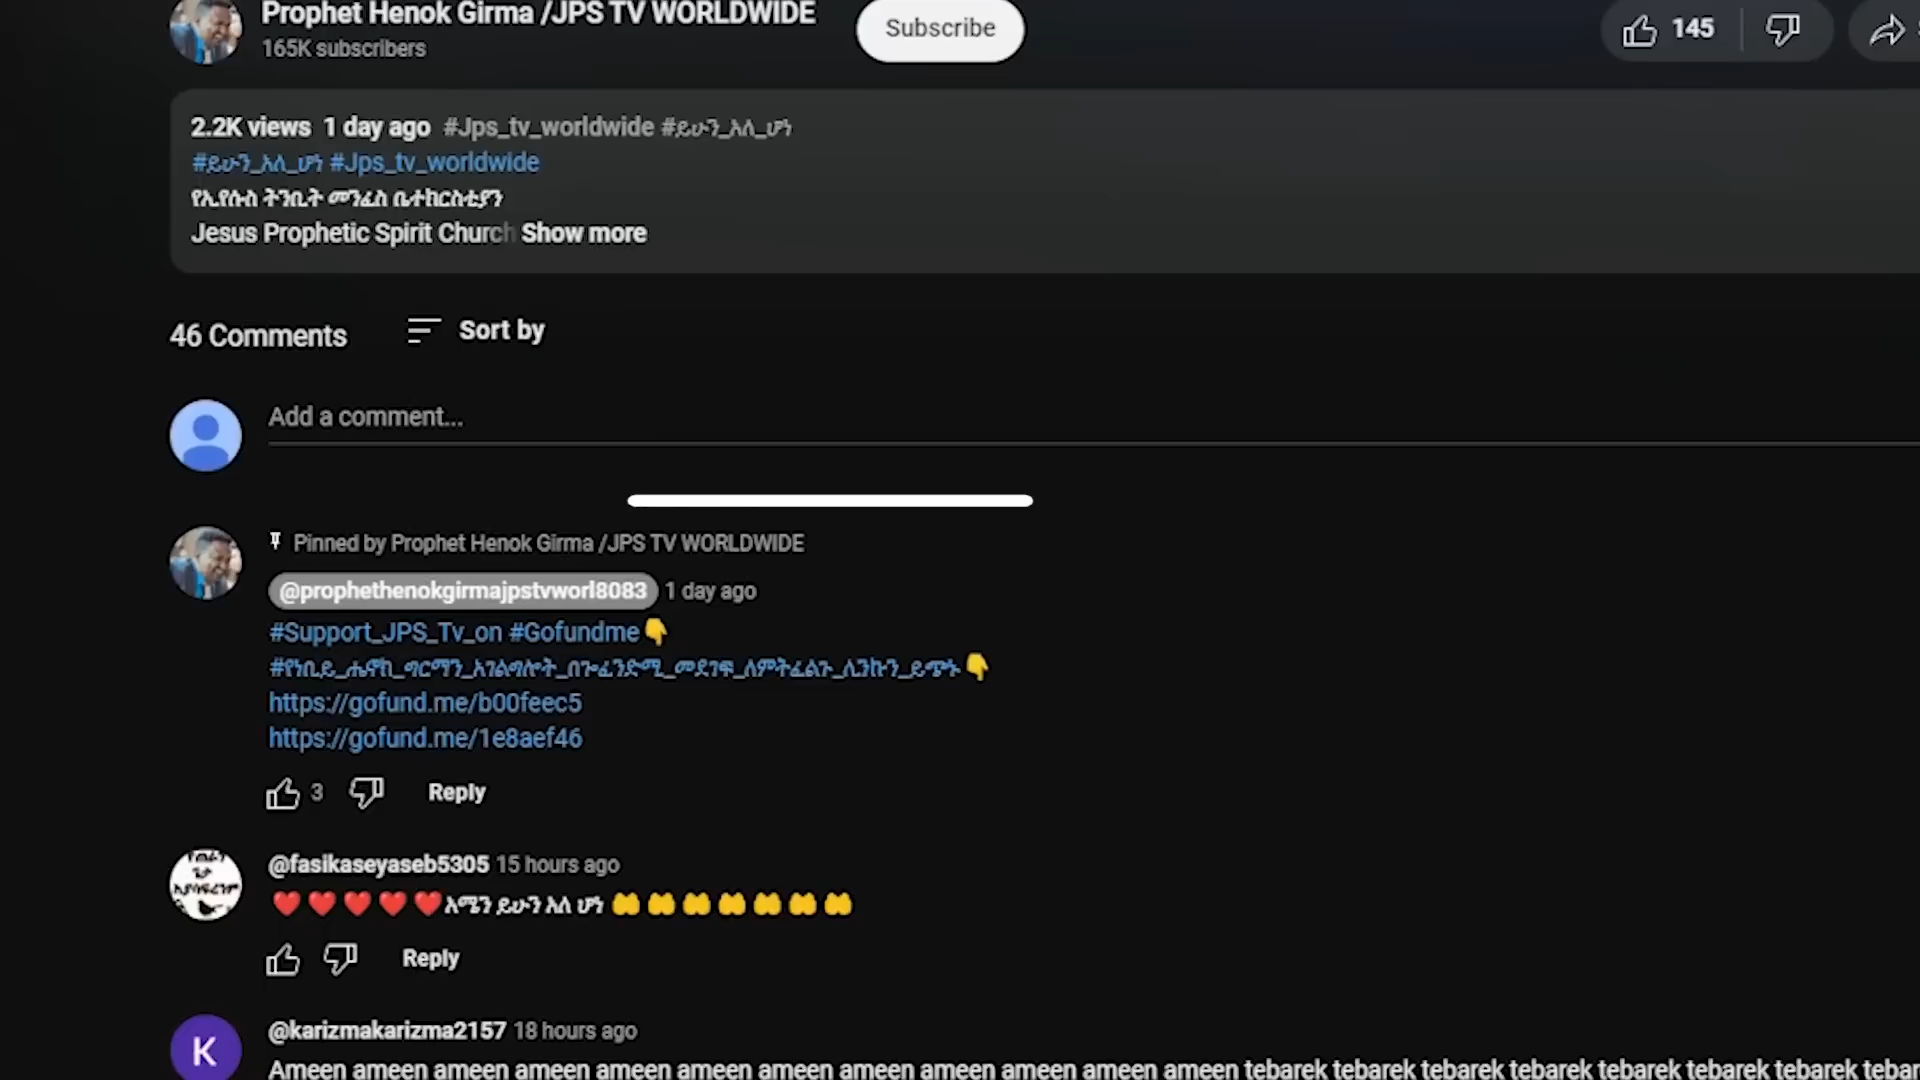 Prophet Henok Girma /JPS TV WORLDWIDE
165K subscribers
Subscribe
145
2.2K views 1 day ago #Jps_tv_worldwide #ይሁን_አለ_ሆነ
#ይሁን_አለ_ሆነ #Jps_tv_worldwide
የኢየሱስ ትንቢት መንፈስ ቤተክርስቲያን
Jesus Prophetic Spirit Church Show more
46 Comments
Sort by
Add a comment...
Pinned by Prophet Henok Girma /JPS TV WORLDWIDE
@prophethenokgirmajpstvworl8083 1 day ago
#Support_JPS_Tv_on #Gofundme👇
#የነቢይ_ሔኖክ_ግርማን_አገልግሎት_በጐፈንድሚ_መደገፍ_ለምትፈልጉ_ሊንኩን_ይጭኑ👇
https://gofund.me/b00feec5
https://gofund.me/1e8aef46
3
Reply
@fasikaseyaseb5305 15 hours ago
❤️❤️❤️❤️❤️አሜን ይሁን አለ ሆነ 🤲🤲🤲🤲🤲🤲🤲
Reply
K
@karizmakarizma2157 18 hours ago
Ameen ameen ameen ameen ameen ameen ameen ameen ameen ameen ameen ameen tebarek tebarek tebarek tebarek tebarek tebarek tebarek